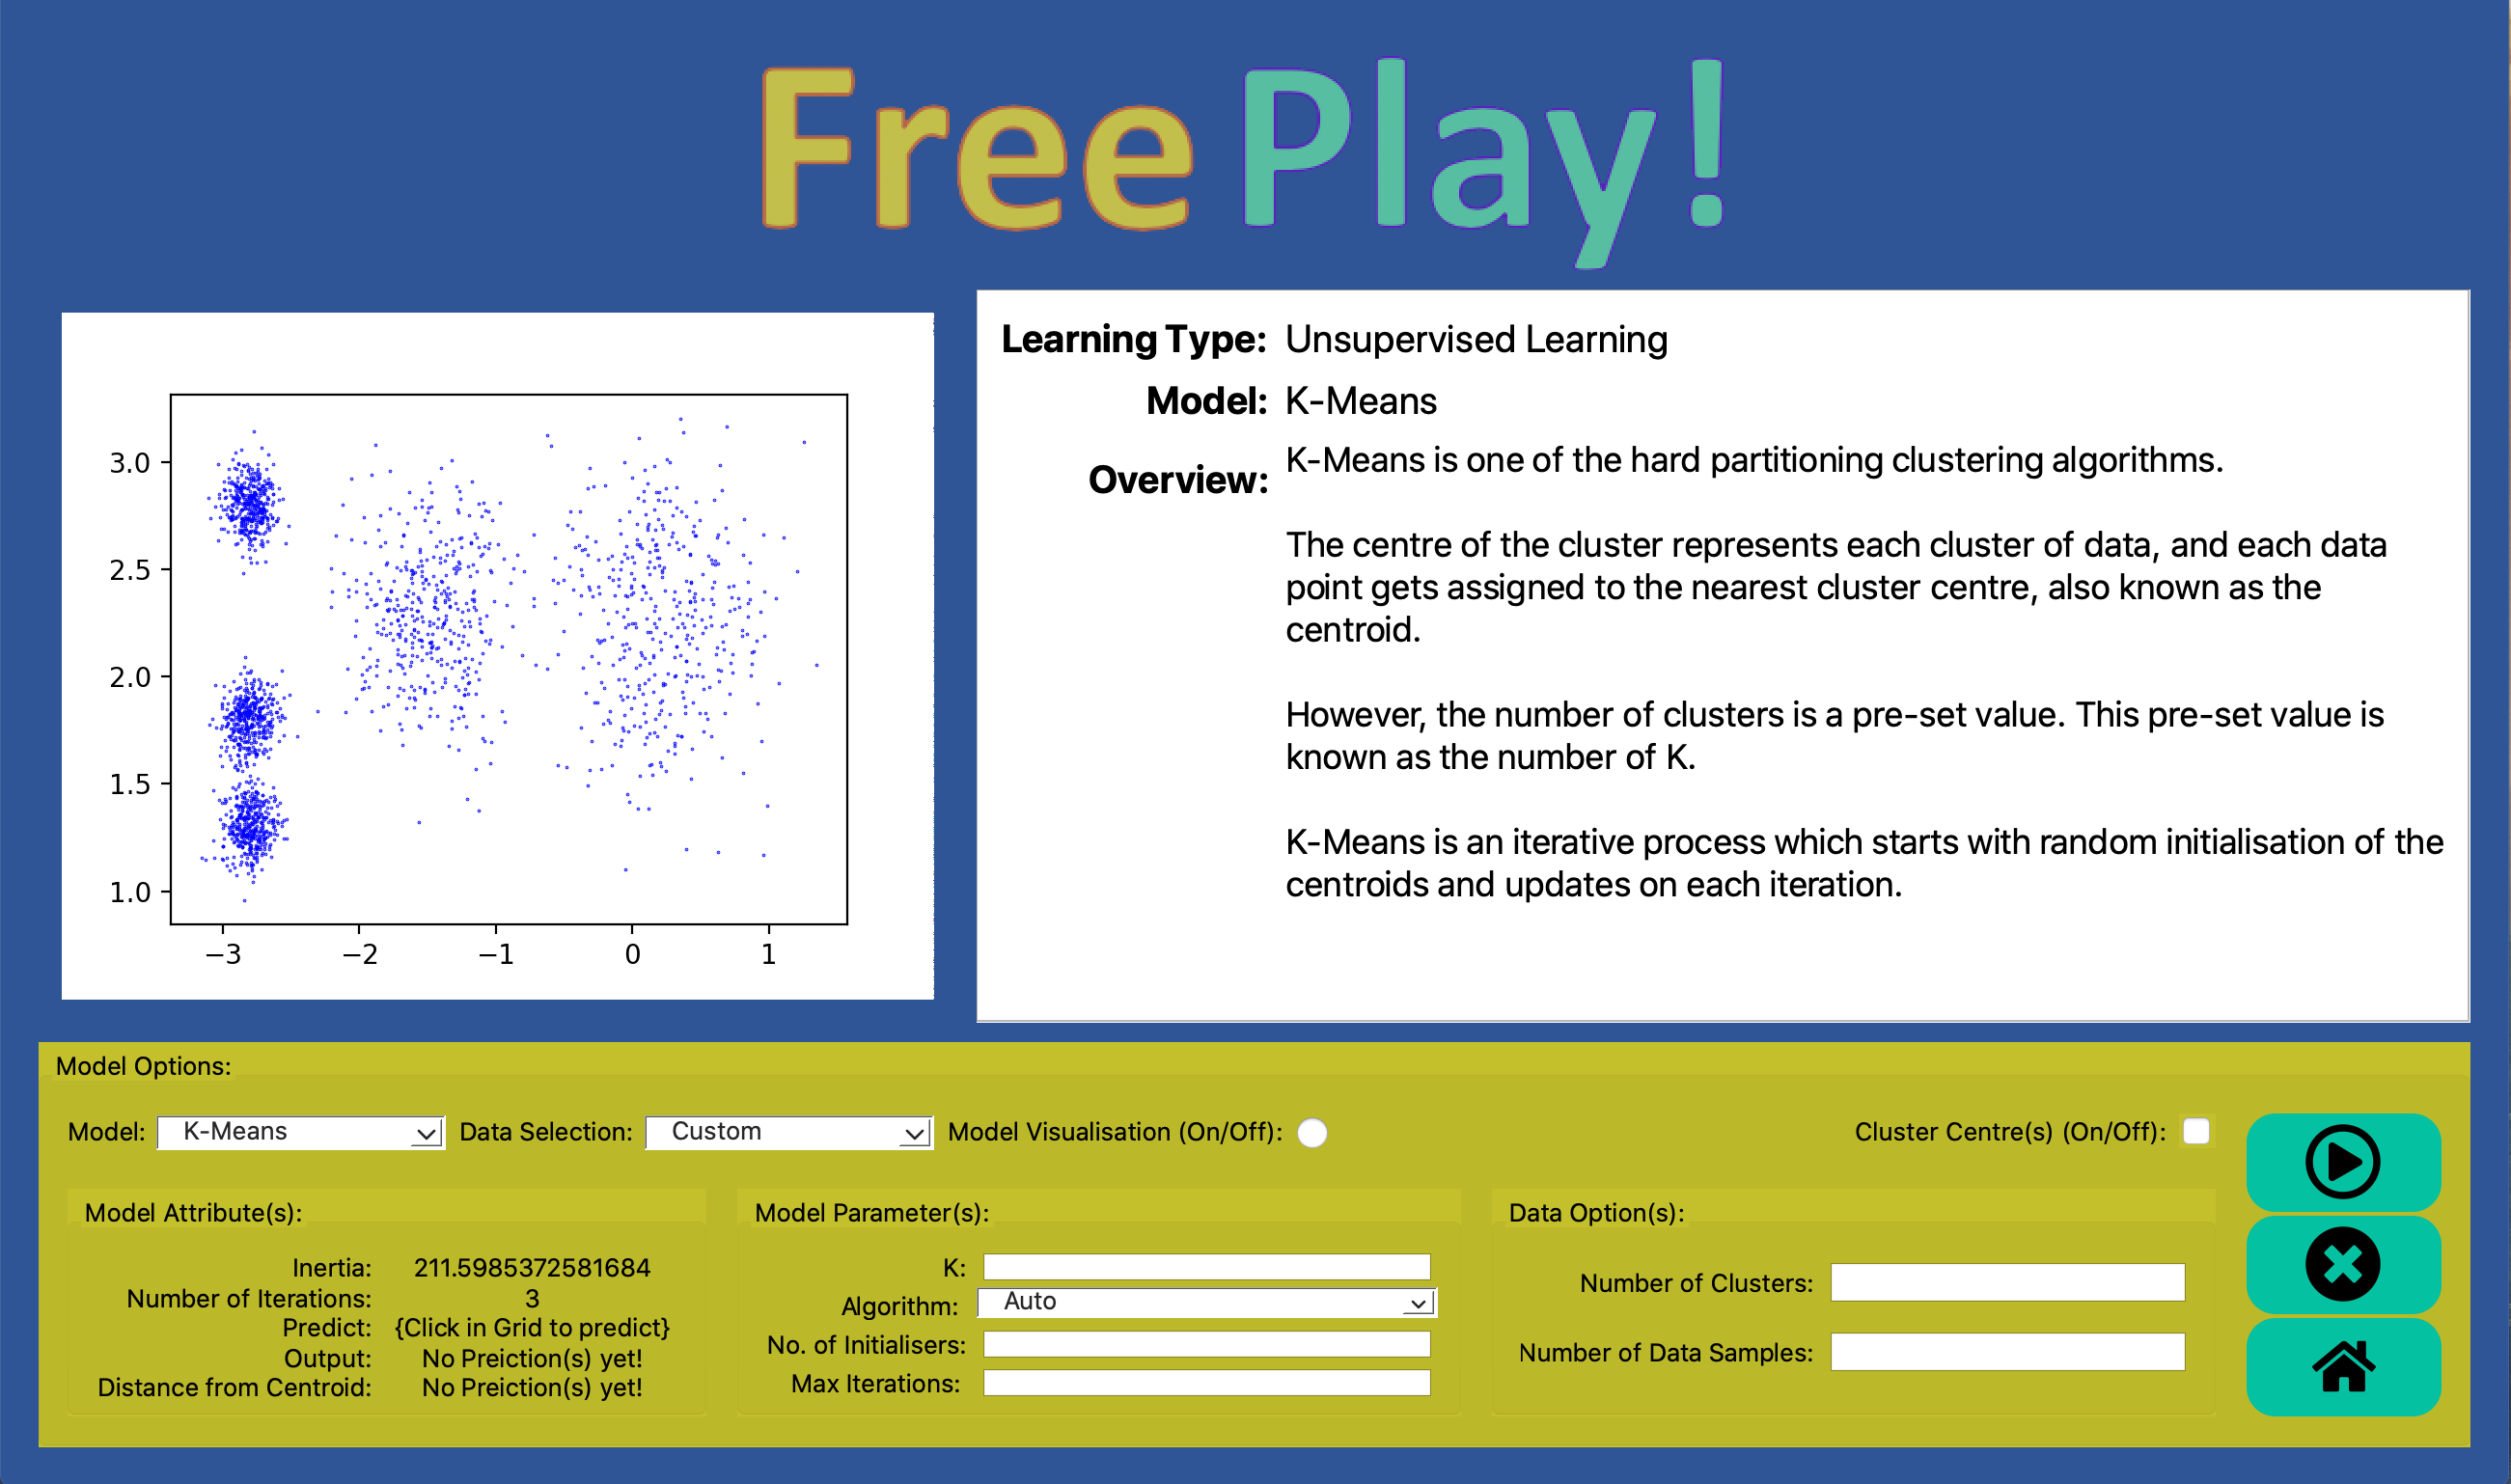 Free Play!
3.0
2.5
2.0
1.5
1.0
−3 −2 −1 0 1
Learning Type: Unsupervised Learning
Model: K-Means
Overview: K-Means is one of the hard partitioning clustering algorithms.
The centre of the cluster represents each cluster of data, and each data
point gets assigned to the nearest cluster centre, also known as the
centroid.
However, the number of clusters is a pre-set value. This pre-set value is
known as the number of K.
K-Means is an iterative process which starts with random initialisation of the
centroids and updates on each iteration.
Model Options:
Model: K-Means Data Selection: Custom Model Visualisation (On/Off): Cluster Centre(s) (On/Off):
Model Attribute(s):
Inertia: 211.5985372581684
Number of Iterations: 3
Predict: {Click in Grid to predict}
Output: No Preiction(s) yet!
Distance from Centroid: No Preiction(s) yet!
Model Parameter(s):
K:
Algorithm: Auto
No. of Initialisers:
Max Iterations:
Data Option(s):
Number of Clusters:
Number of Data Samples: